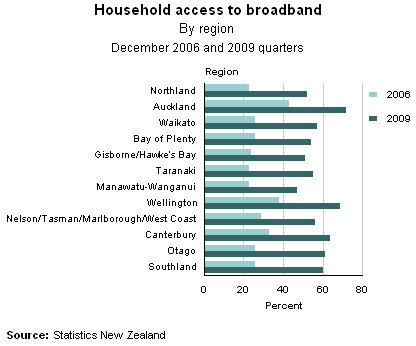 Household access to broadband
By region
December 2006 and 2009 quarters
Region
Northland
Auckland
Waikato
Bay of Plenty
Gisborne/Hawke's Bay
Taranaki
Manawatu-Wanganui
Wellington
Nelson/Tasman/Marlborough/West Coast
Canterbury
Otago
Southland
2006
2009
0 20 40 60 80
Percent
Source: Statistics New Zealand